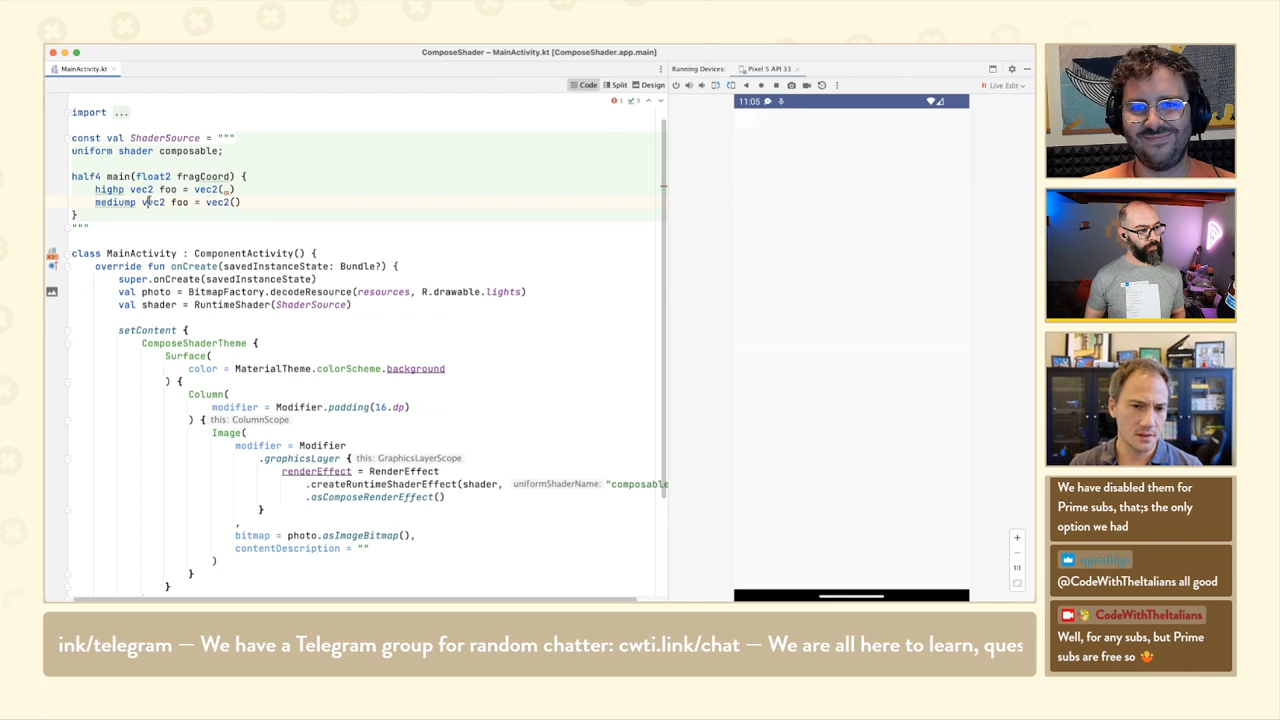 ComposeShader – MainActivity.kt [ComposeShader.app.main]
MainActivity.kt
Running Devices:
Pixel 5 API 33
Code
Split
Design
Live Edit
1
3
11:05
import ...
const val ShaderSource = """
uniform shader composable;
half4 main(float2 fragCoord) {
highp vec2 foo = vec2( )
mediump vec2 foo = vec2()
}
"""
class MainActivity : ComponentActivity() {
override fun onCreate(savedInstanceState: Bundle?) {
super.onCreate(savedInstanceState)
val photo = BitmapFactory.decodeResource(resources, R.drawable.lights)
val shader = RuntimeShader(ShaderSource)
setContent {
ComposeShaderTheme {
Surface(
color = MaterialTheme.colorScheme.background
) {
Column(
modifier = Modifier.padding(16.dp)
) { this: ColumnScope
Image(
modifier = Modifier
.graphicsLayer { this: GraphicsLayerScope
renderEffect = RenderEffect
.createRuntimeShaderEffect(shader, uniformShaderName: "composable
.asComposeRenderEffect()
}
,
bitmap = photo.asImageBitmap(),
contentDescription = ""
)
}
}
1:1
We have disabled them for
Prime subs, that;s the only
option we had
agentbigs
@CodeWithTheItalians all good
CodeWithTheItalians
Well, for any subs, but Prime
subs are free so 🤷
ink/telegram — We have a Telegram group for random chatter: cwti.link/chat — We are all here to learn, ques